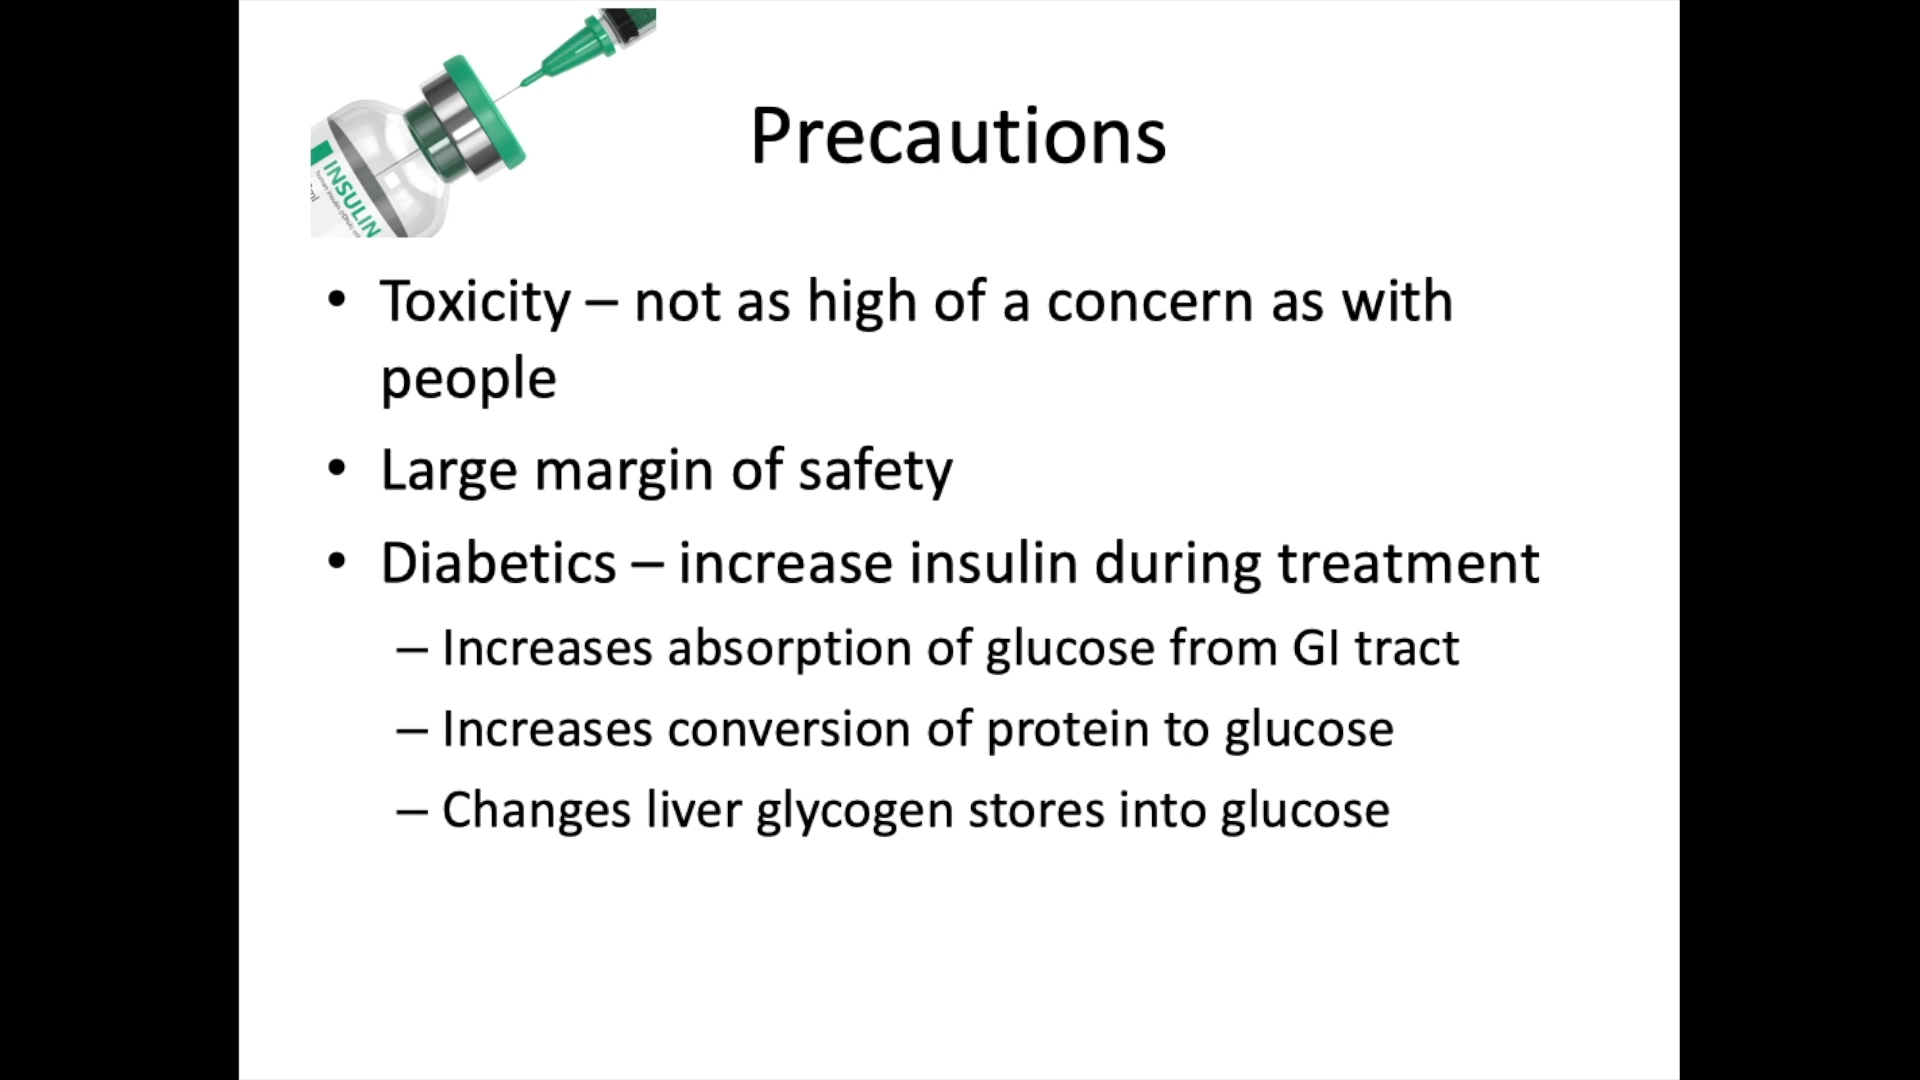 Precautions
INSULIN
• Toxicity – not as high of a concern as with
people
• Large margin of safety
• Diabetics – increase insulin during treatment
– Increases absorption of glucose from GI tract
– Increases conversion of protein to glucose
– Changes liver glycogen stores into glucose